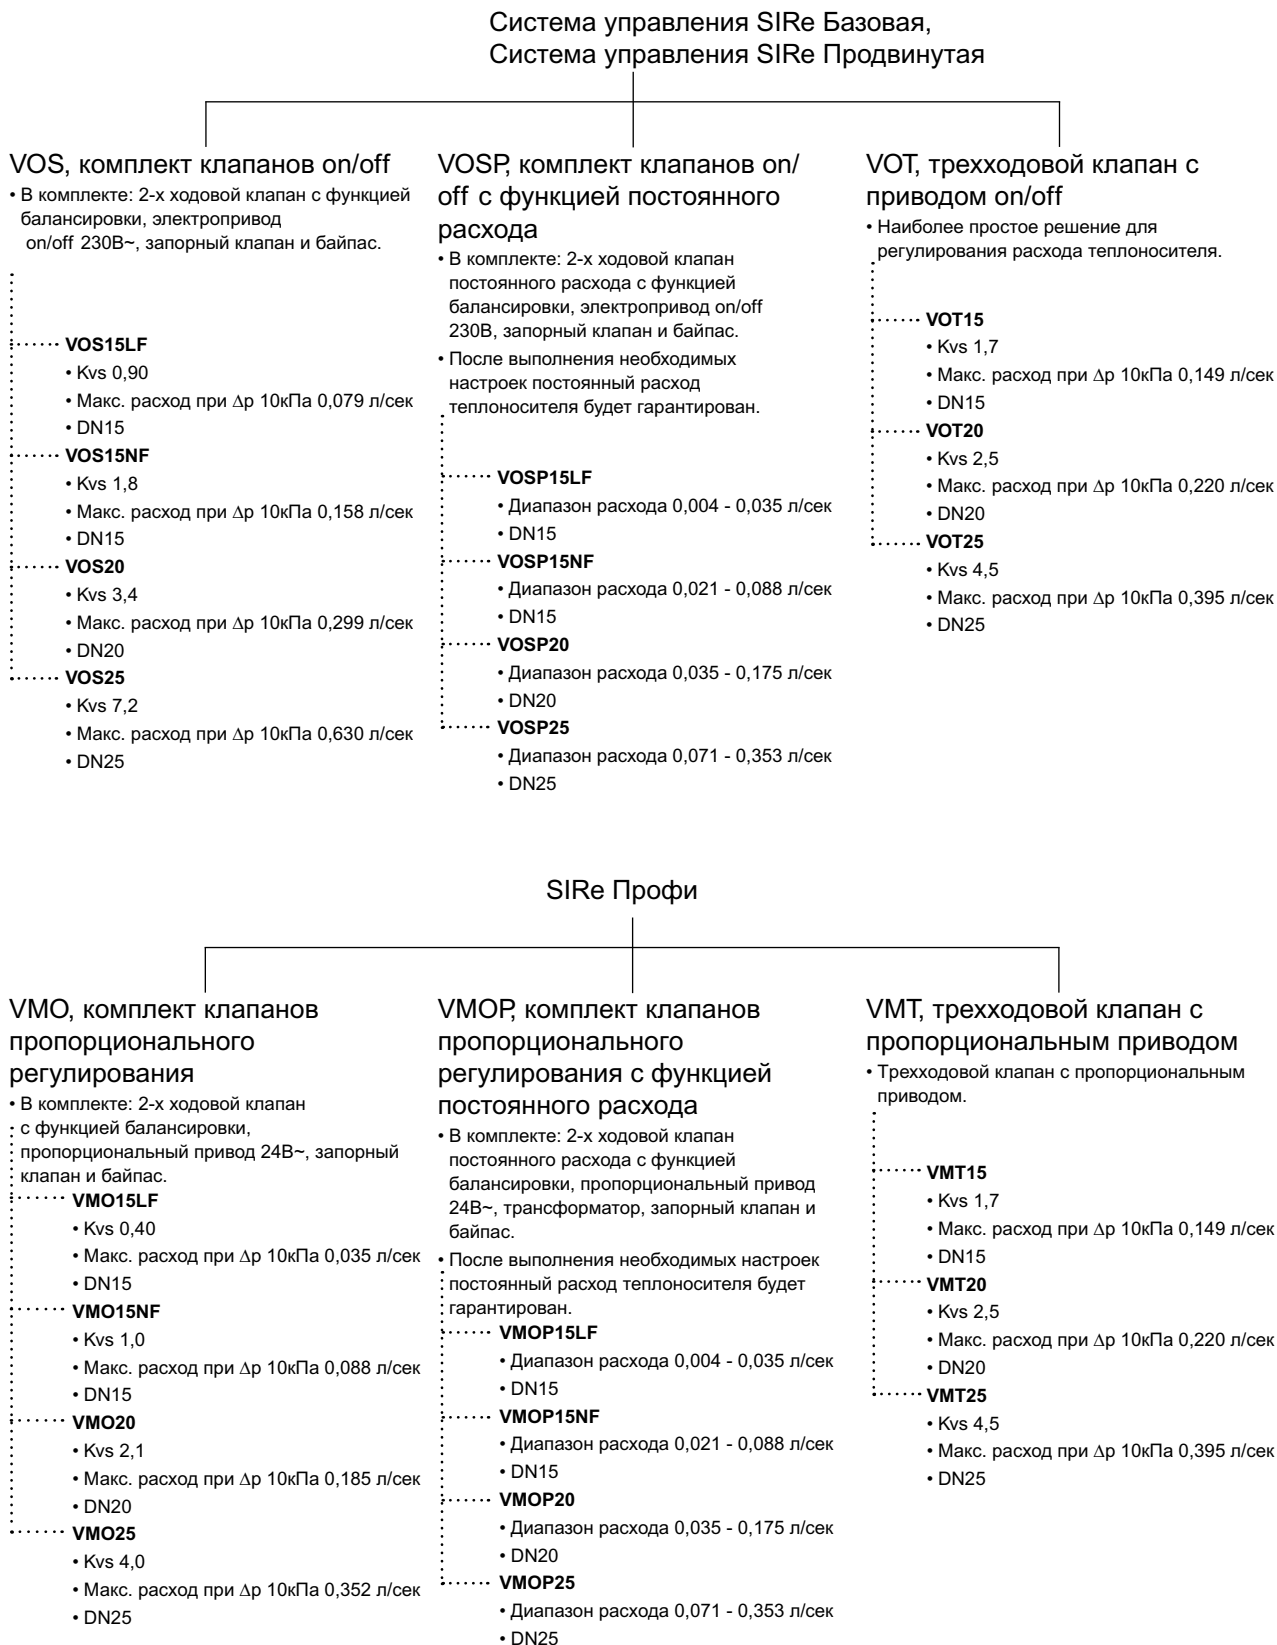 Система управления SIRe Базовая,
Система управления SIRe Продвинутая
VOS, комплект клапанов on/off
• В комплекте: 2-х ходовой клапан с функцией
балансировки, электропривод
on/off 230В~, запорный клапан и байпас.
VOS15LF
• Kvs 0,90
• Макс. расход при ∆p 10кПа 0,079 л/сек
• DN15
VOS15NF
• Kvs 1,8
• Макс. расход при ∆p 10кПа 0,158 л/сек
• DN15
VOS20
• Kvs 3,4
• Макс. расход при ∆p 10кПа 0,299 л/сек
• DN20
VOS25
• Kvs 7,2
• Макс. расход при ∆p 10кПа 0,630 л/сек
• DN25
VOSP, комплект клапанов on/
off с функцией постоянного
расхода
• В комплекте: 2-х ходовой клапан
постоянного расхода с функцией
балансировки, электропривод on/off
230В, запорный клапан и байпас.
• После выполнения необходимых
настроек постоянный расход
теплоносителя будет гарантирован.
VOSP15LF
• Диапазон расхода 0,004 - 0,035 л/сек
• DN15
VOSP15NF
• Диапазон расхода 0,021 - 0,088 л/сек
• DN15
VOSP20
• Диапазон расхода 0,035 - 0,175 л/сек
• DN20
VOSP25
• Диапазон расхода 0,071 - 0,353 л/сек
• DN25
VOT, трехходовой клапан с
приводом on/off
• Наиболее простое решение для
регулирования расхода теплоносителя.
VOT15
• Kvs 1,7
• Макс. расход при ∆p 10кПа 0,149 л/сек
• DN15
VOT20
• Kvs 2,5
• Макс. расход при ∆p 10кПа 0,220 л/сек
• DN20
VOT25
• Kvs 4,5
• Макс. расход при ∆p 10кПа 0,395 л/сек
• DN25
SIRe Профи
VMO, комплект клапанов
пропорционального
регулирования
• В комплекте: 2-х ходовой клапан
с функцией балансировки,
пропорциональный привод 24В~, запорный
клапан и байпас.
VMO15LF
• Kvs 0,40
• Макс. расход при ∆p 10кПа 0,035 л/сек
• DN15
VMO15NF
• Kvs 1,0
• Макс. расход при ∆p 10кПа 0,088 л/сек
• DN15
VMO20
• Kvs 2,1
• Макс. расход при ∆p 10кПа 0,185 л/сек
• DN20
VMO25
• Kvs 4,0
• Макс. расход при ∆p 10кПа 0,352 л/сек
• DN25
VMOP, комплект клапанов
пропорционального
регулирования с функцией
постоянного расхода
• В комплекте: 2-х ходовой клапан
постоянного расхода с функцией
балансировки, пропорциональный привод
24В~, трансформатор, запорный клапан и
байпас.
• После выполнения необходимых настроек
постоянный расход теплоносителя будет
гарантирован.
VMOP15LF
• Диапазон расхода 0,004 - 0,035 л/сек
• DN15
VMOP15NF
• Диапазон расхода 0,021 - 0,088 л/сек
• DN15
VMOP20
• Диапазон расхода 0,035 - 0,175 л/сек
• DN20
VMOP25
• Диапазон расхода 0,071 - 0,353 л/сек
• DN25
VMT, трехходовой клапан с
пропорциональным приводом
• Трехходовой клапан с пропорциональным
приводом.
VMT15
• Kvs 1,7
• Макс. расход при ∆p 10кПа 0,149 л/сек
• DN15
VMT20
• Kvs 2,5
• Макс. расход при ∆p 10кПа 0,220 л/сек
• DN20
VMT25
• Kvs 4,5
• Макс. расход при ∆p 10кПа 0,395 л/сек
• DN25